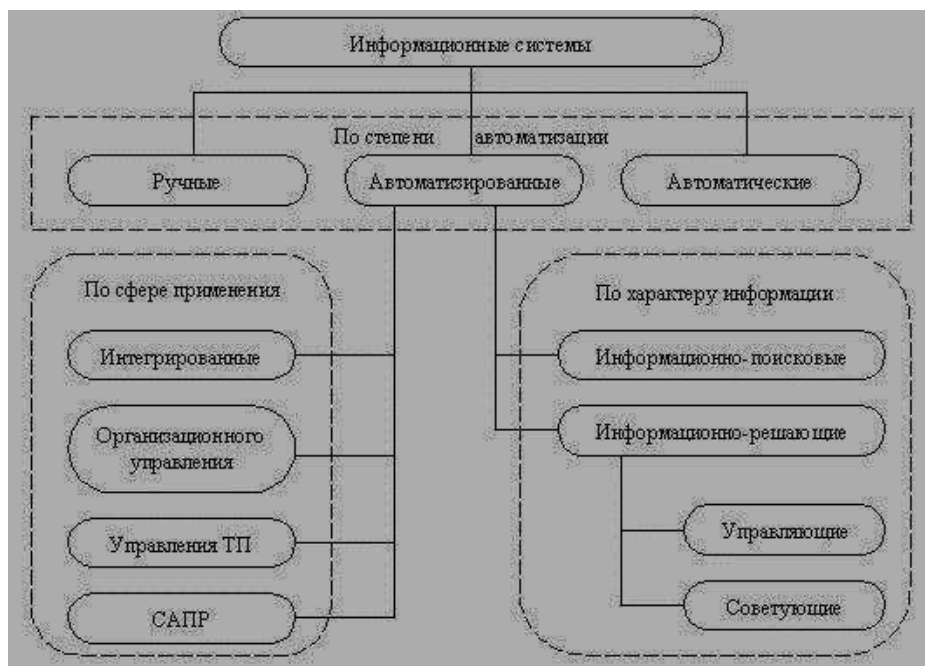 Информационные системы
По степени автоматизации
Ручные
Автоматизированные
Автоматические
По сфере применения
Интегрированные
Организационного
управления
Управления ТП
САПР
По характеру информации
Информационно-поисковые
Информационно-решающие
Управляющие
Советующие